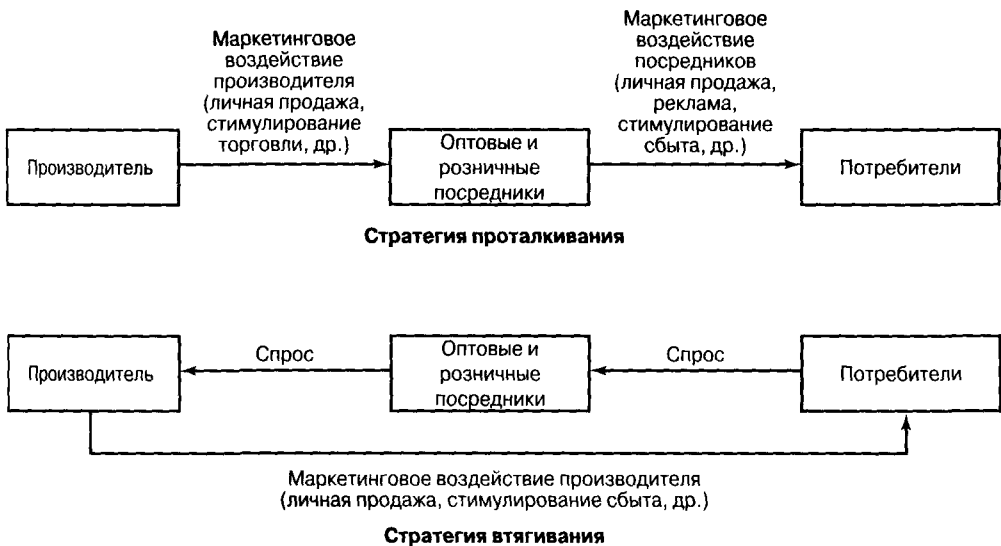 Маркетинговое
воздействие
производителя
(личная продажа,
стимулирование
торговли, др.)
Маркетинговое
воздействие
посредников
(личная продажа,
реклама,
стимулирование
сбыта, др.)
Производитель
Оптовые и
розничные
посредники
Потребители
Стратегия проталкивания
Производитель
Спрос
Оптовые и
розничные
посредники
Спрос
Потребители
Маркетинговое воздействие производителя
(личная продажа, стимулирование сбыта, др.)
Стратегия втягивания